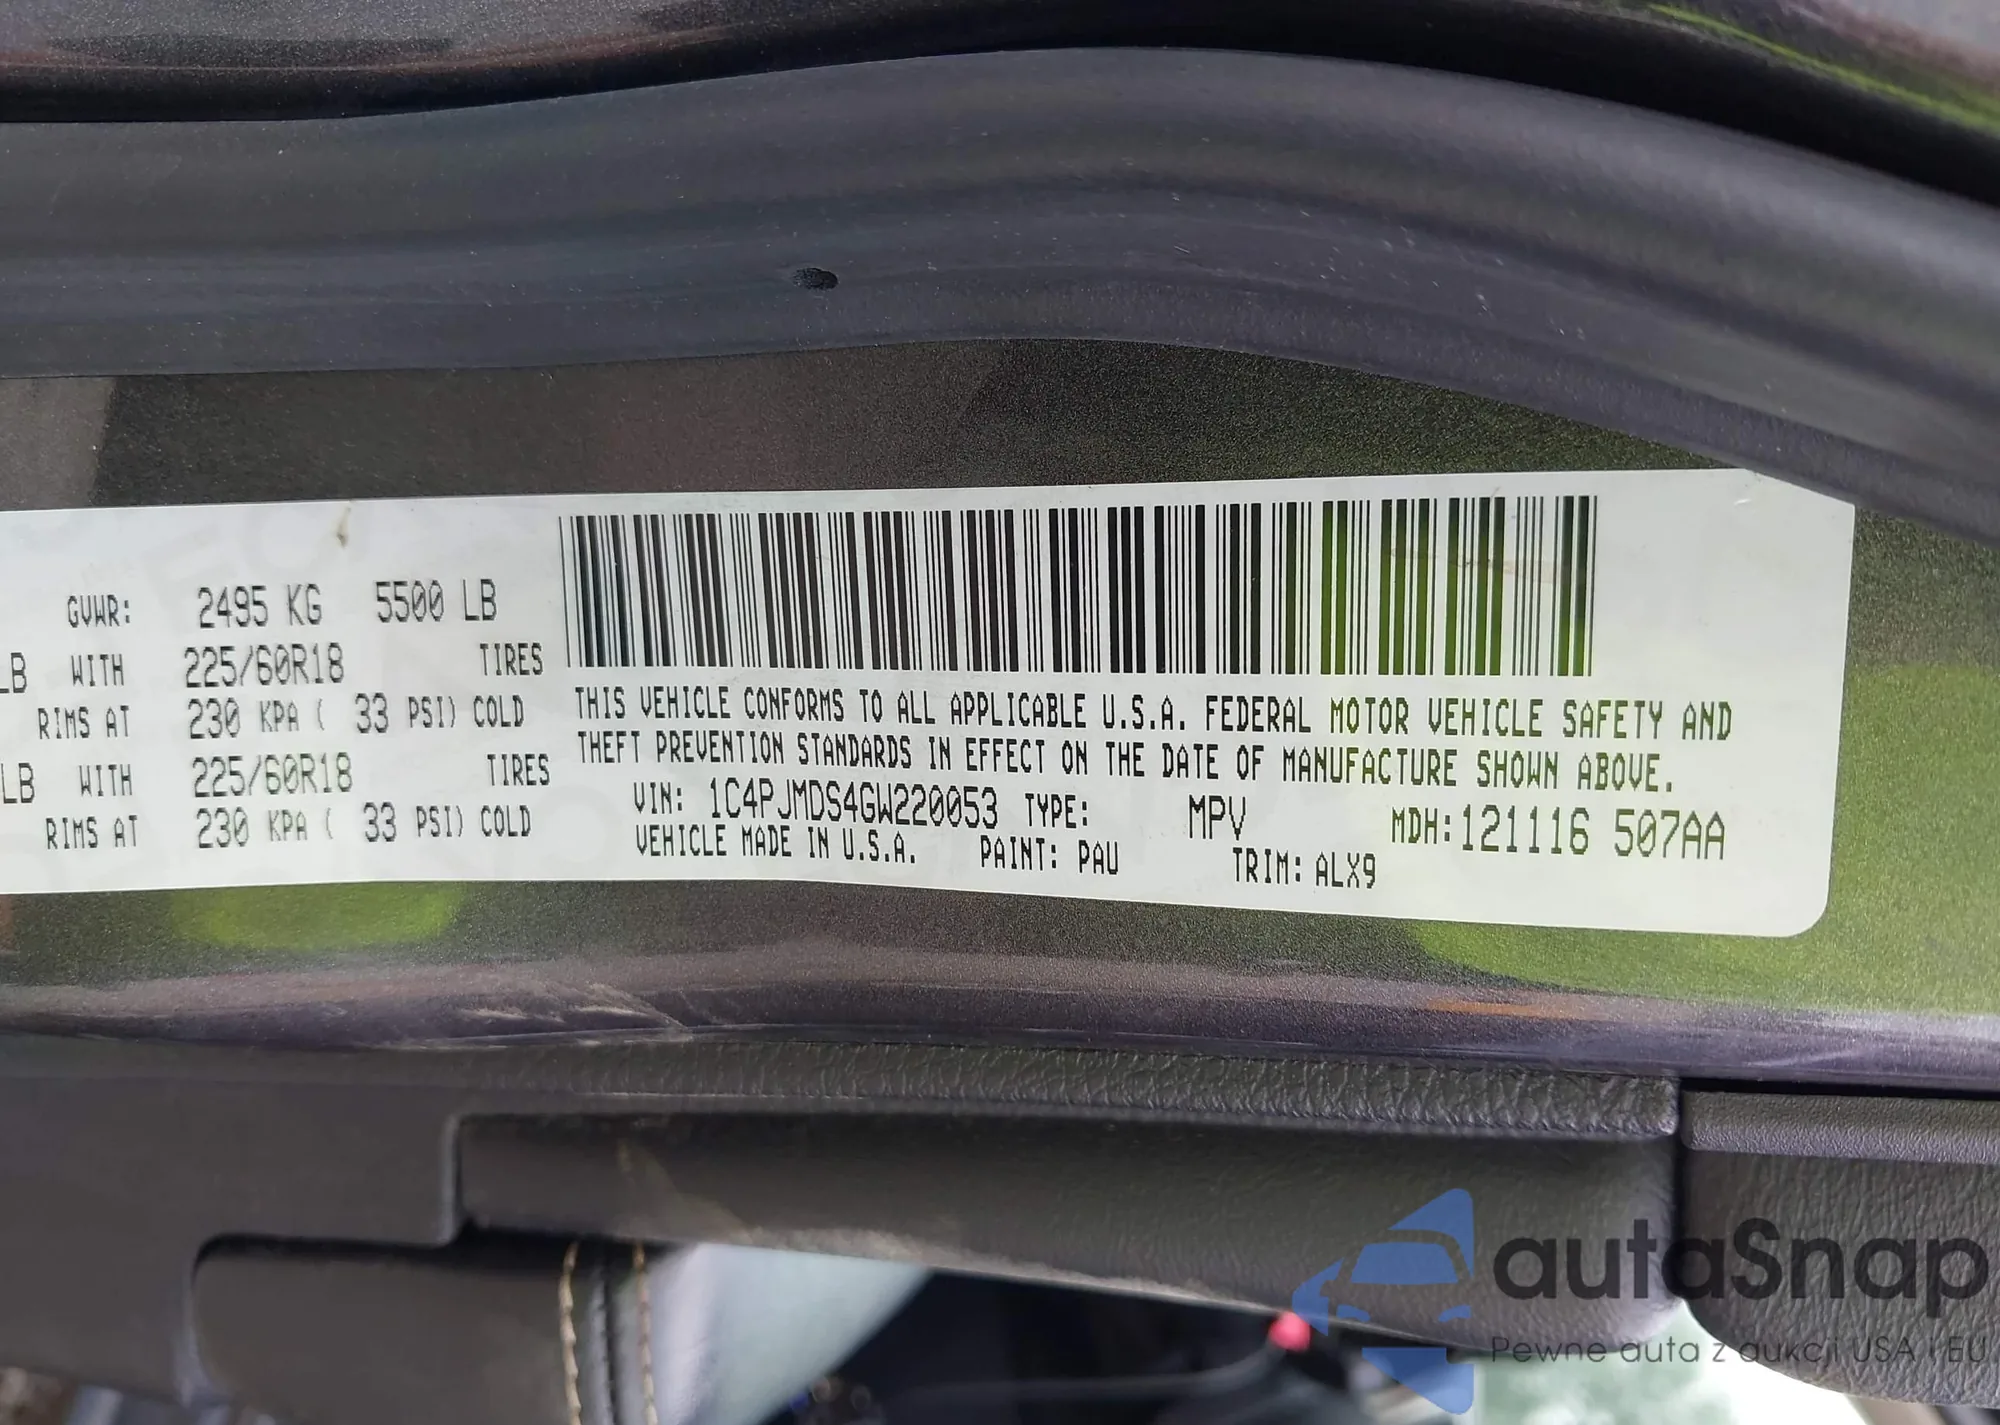 GVWR: 2495 KG 5500 LB
LB WITH 225/60R18 TIRES
RIMS AT 230 KPA ( 33 PSI) COLD
LB WITH 225/60R18 TIRES
RIMS AT 230 KPA ( 33 PSI) COLD
THIS VEHICLE CONFORMS TO ALL APPLICABLE U.S.A. FEDERAL MOTOR VEHICLE SAFETY AND
THEFT PREVENTION STANDARDS IN EFFECT ON THE DATE OF MANUFACTURE SHOWN ABOVE.
VIN: 1C4PJMDS4GW220053 TYPE: MPV MDH:121116 507AA
VEHICLE MADE IN U.S.A. PAINT: PAU TRIM: ALX9
autaSnap
Pewne auta z aukcji USA i EU